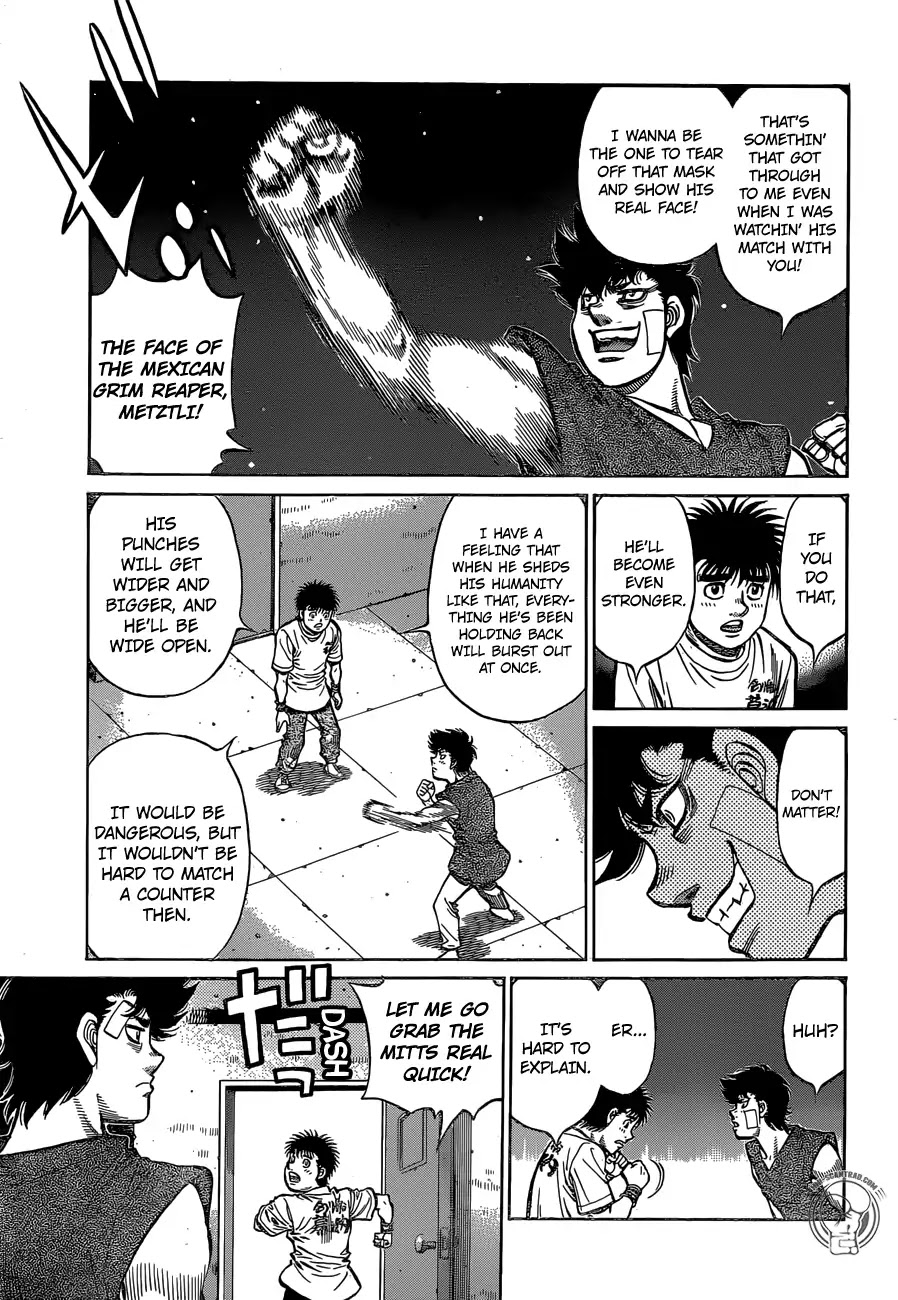 THAT'S
SOMETHIN'
THAT GOT
THROUGH
TO ME EVEN
WHEN I WAS
WATCHIN' HIS
MATCH WITH
YOU!
I WANNA BE
THE ONE TO TEAR
OFF THAT MASK
AND SHOW HIS
REAL FACE!
THE FACE OF
THE MEXICAN
GRIM REAPER,
METZTLI!
IF
YOU
DO
THAT,
HE'LL
BECOME
EVEN
STRONGER.
I HAVE A
FEELING THAT
WHEN HE SHEDS
HIS HUMANITY
LIKE THAT, EVERY-
THING HE'S BEEN
HOLDING BACK
WILL BURST OUT
AT ONCE.
HIS
PUNCHES
WILL GET
WIDER AND
BIGGER, AND
HE'LL BE
WIDE OPEN.
DON'T
MATTER!
IT WOULD BE
DANGEROUS, BUT
IT WOULDN'T BE
HARD TO MATCH
A COUNTER
THEN.
HUH?
ER...
IT'S
HARD TO
EXPLAIN.
LET ME GO
GRAB THE
MITTS REAL
QUICK!
DASH
ダーッ
SCANTRAD.COM